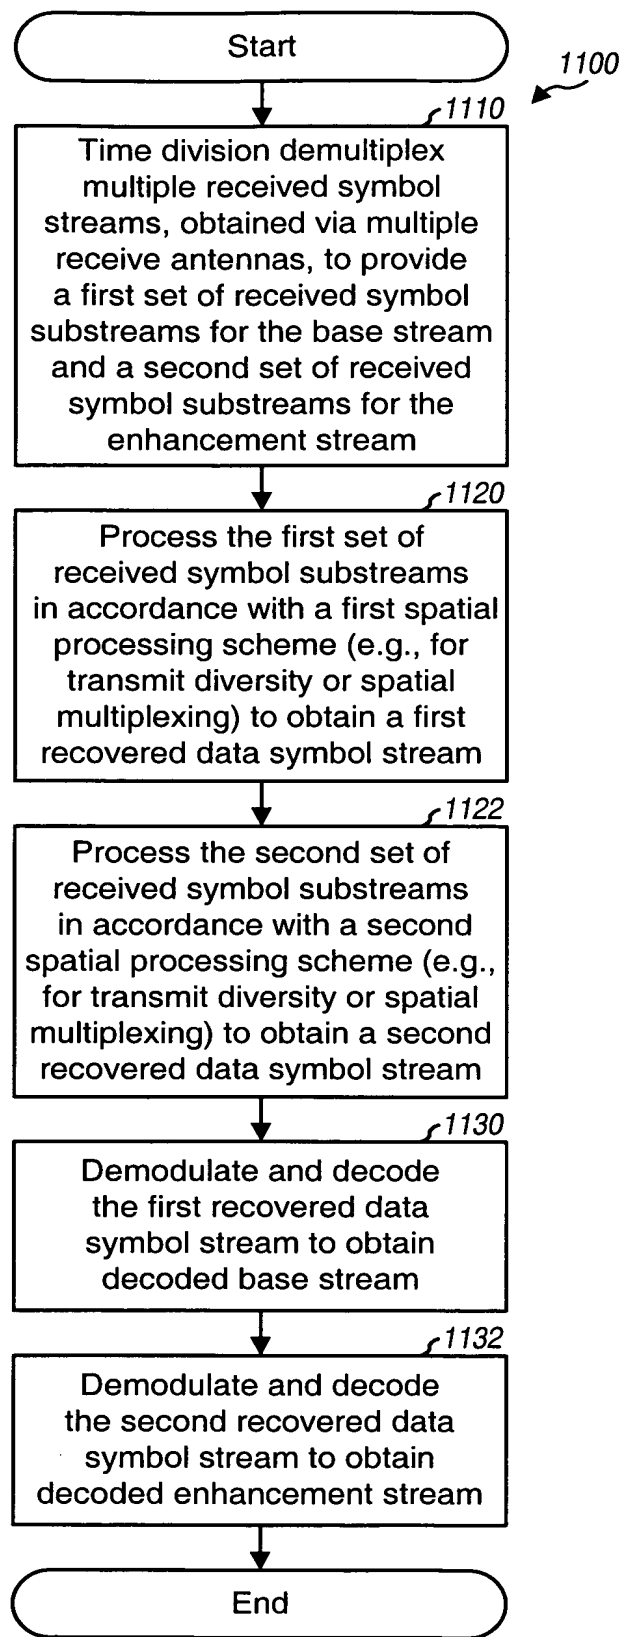 Start
1100
1110
Time division demultiplex
multiple received symbol
streams, obtained via multiple
receive antennas, to provide
a first set of received symbol
substreams for the base stream
and a second set of received
symbol substreams for the
enhancement stream
1120
Process the first set of
received symbol substreams
in accordance with a first spatial
processing scheme (e.g., for
transmit diversity or spatial
multiplexing) to obtain a first
recovered data symbol stream
1122
Process the second set of
received symbol substreams
in accordance with a second
spatial processing scheme (e.g.,
for transmit diversity or spatial
multiplexing) to obtain a second
recovered data symbol stream
1130
Demodulate and decode
the first recovered data
symbol stream to obtain
decoded base stream
1132
Demodulate and decode
the second recovered data
symbol stream to obtain
decoded enhancement stream
End